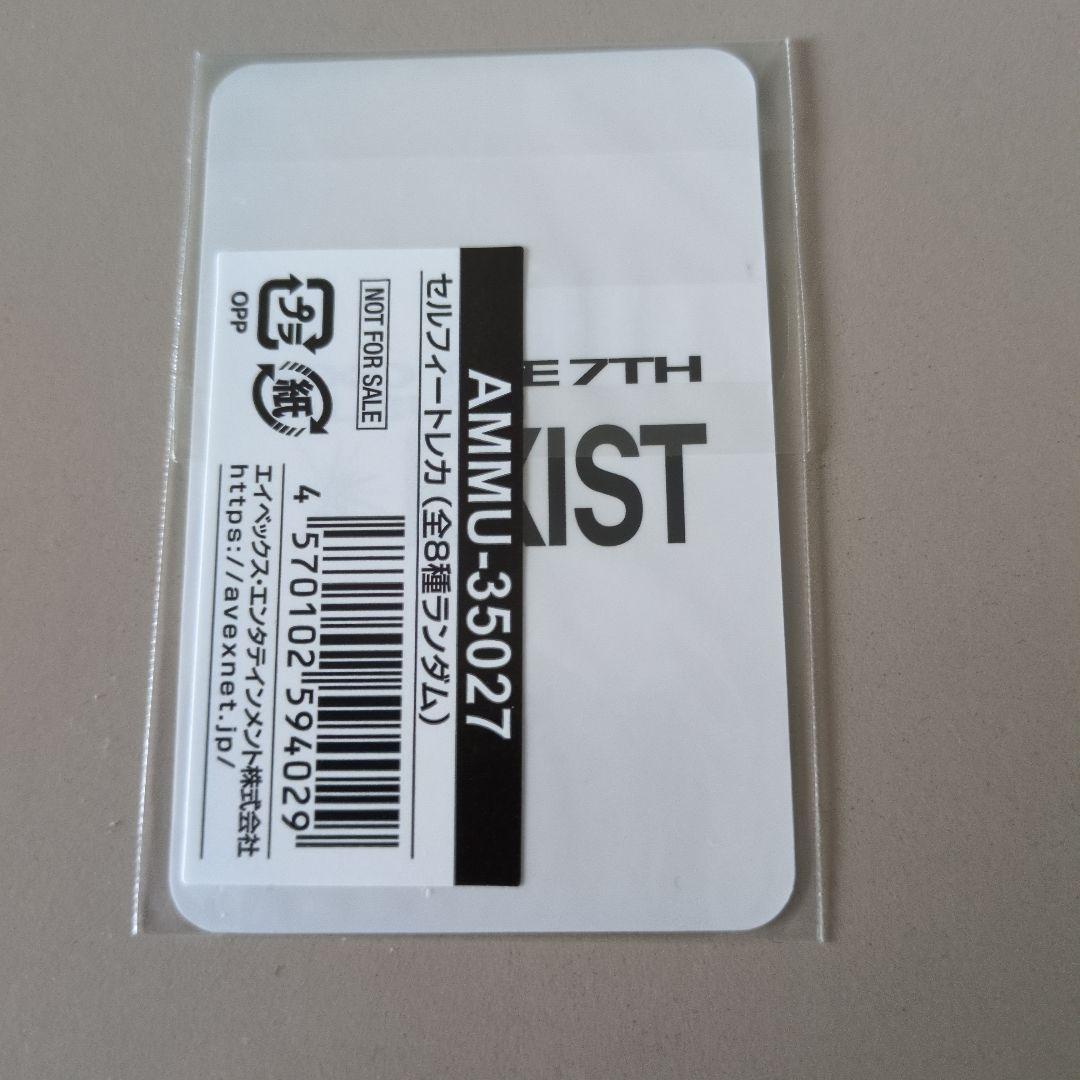 E 7TH
XIST
AMMU-35027
セルフィートレカ(全8種ランダム)
NOT FOR SALE
プラ
紙
OPP
4 570102 594029
エイベックス・エンタテインメント株式会社
https://avexnet.jp/